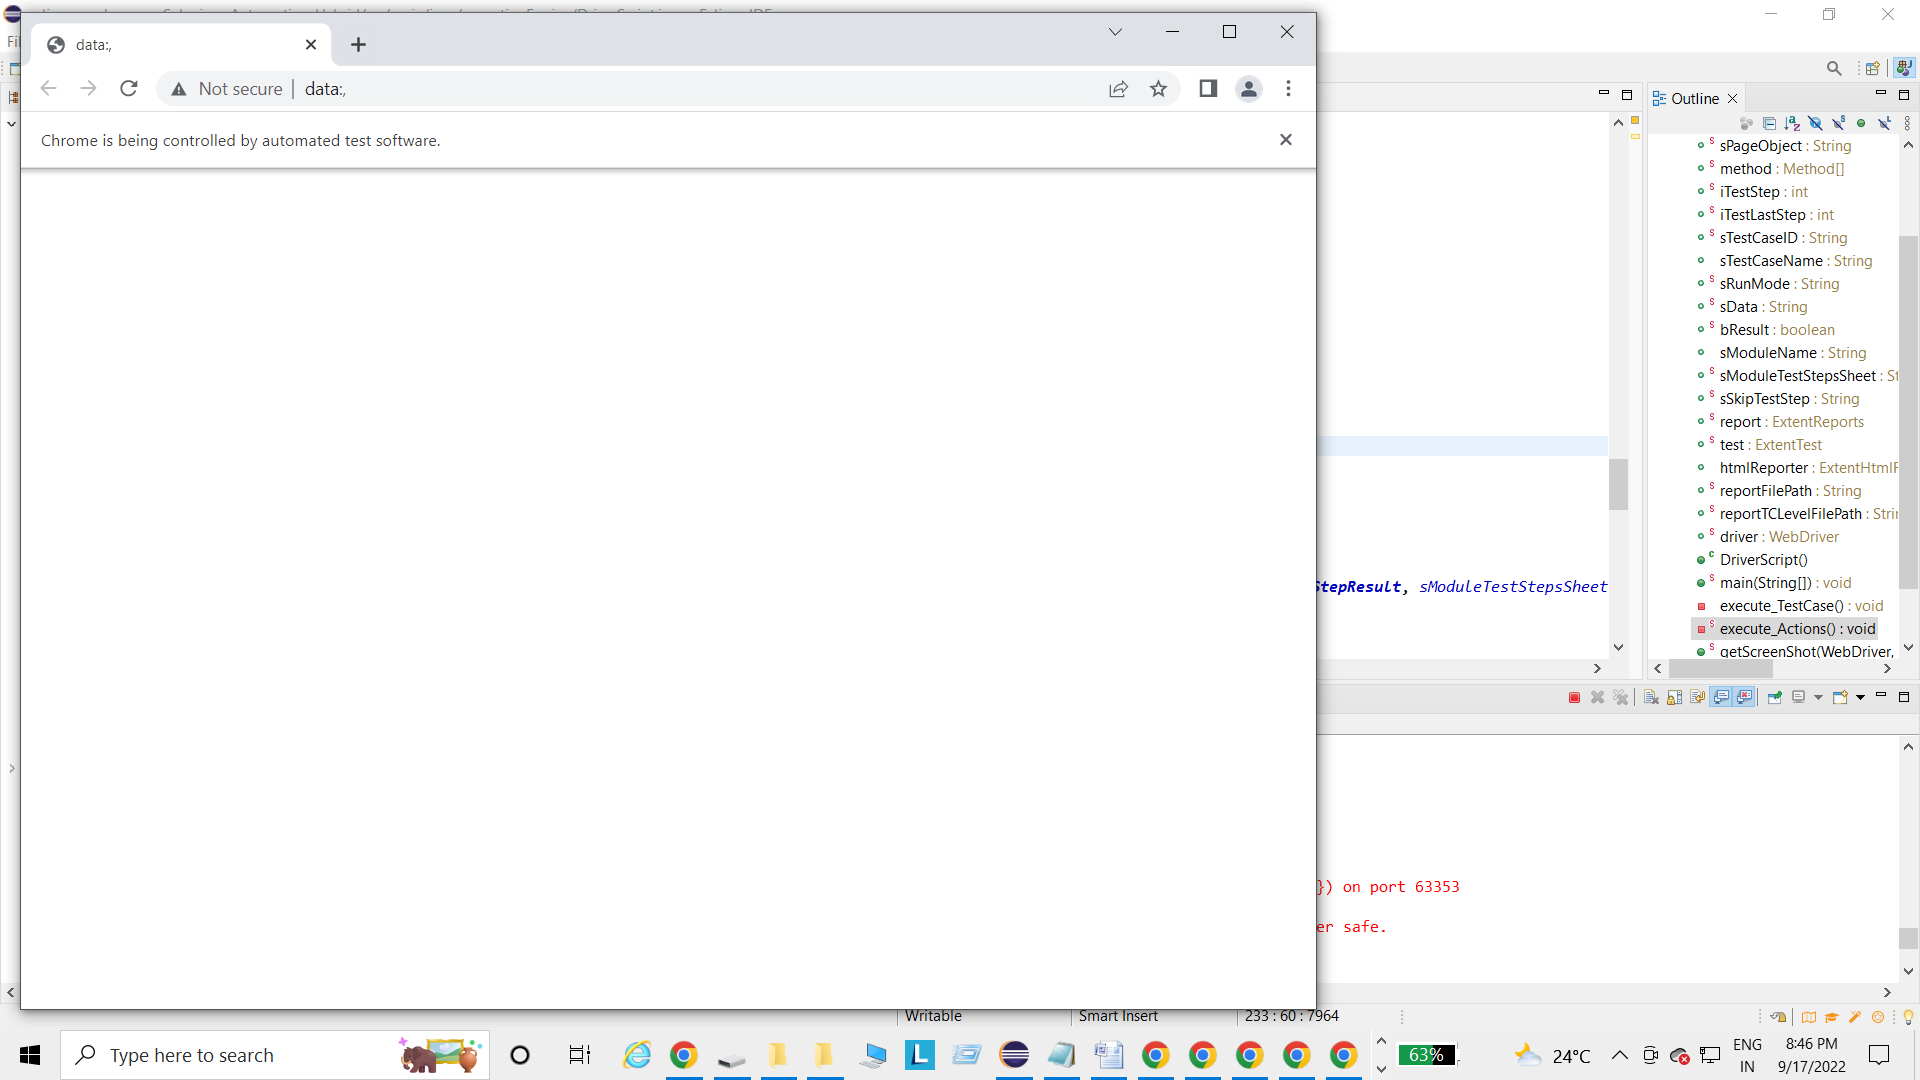 data:,
Not secure data:,
Chrome is being controlled by automated test software.
Outline
sPageObject : String
method : Method[]
iTestStep : int
iTestLastStep : int
sTestCaseID : String
sTestCaseName : String
sRunMode : String
sData : String
bResult : boolean
sModuleName : String
sModuleTestStepsSheet : St
sSkipTestStep : String
report : ExtentReports
test : ExtentTest
htmlReporter : ExtentHtmlR
reportFilePath : String
reportTCLevelFilePath : Strin
driver : WebDriver
DriverScript()
main(String[]) : void
execute_TestCase() : void
execute_Actions() : void
getScreenShot(WebDriver,
StepResult, sModuleTestStepsSheet
}) on port 63353
er safe.
Writable Smart Insert 233 : 60 : 7964
Type here to search
63%
24°C
ENG
IN
8:46 PM
9/17/2022